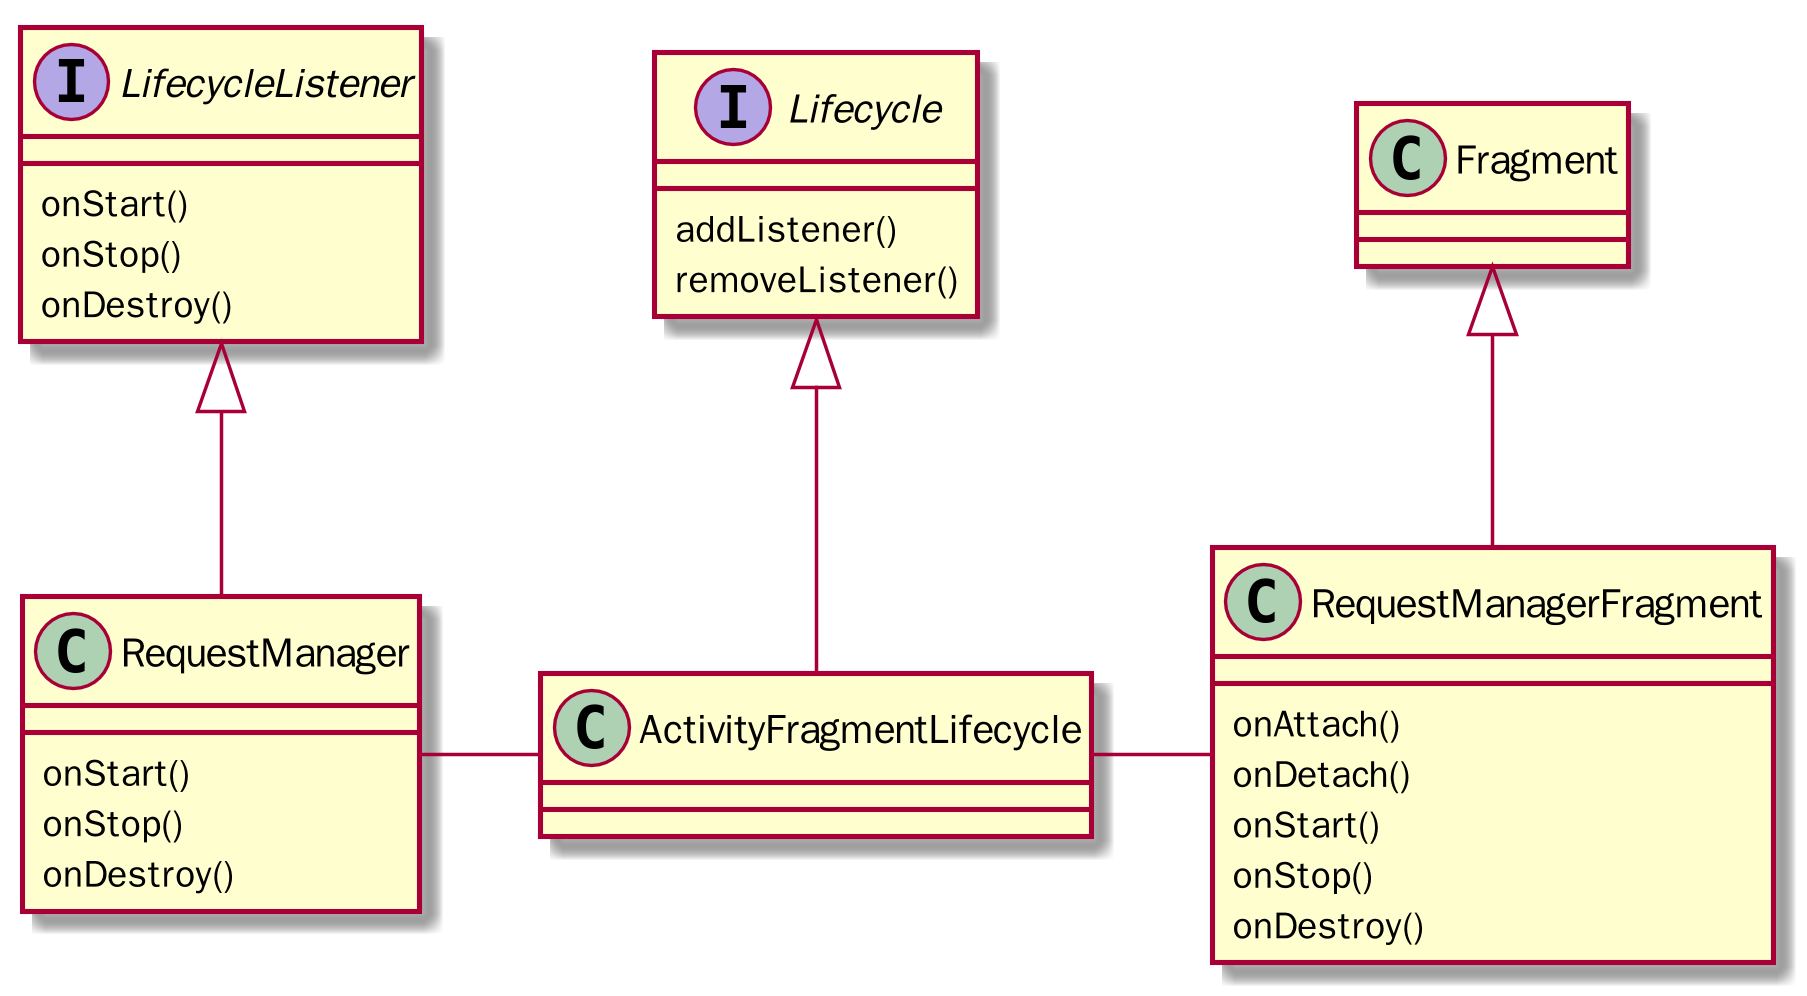 I LifecycleListener
onStart()
onStop()
onDestroy()
I Lifecycle
addListener()
removeListener()
C Fragment
C RequestManager
onStart()
onStop()
onDestroy()
C ActivityFragmentLifecycle
C RequestManagerFragment
onAttach()
onDetach()
onStart()
onStop()
onDestroy()